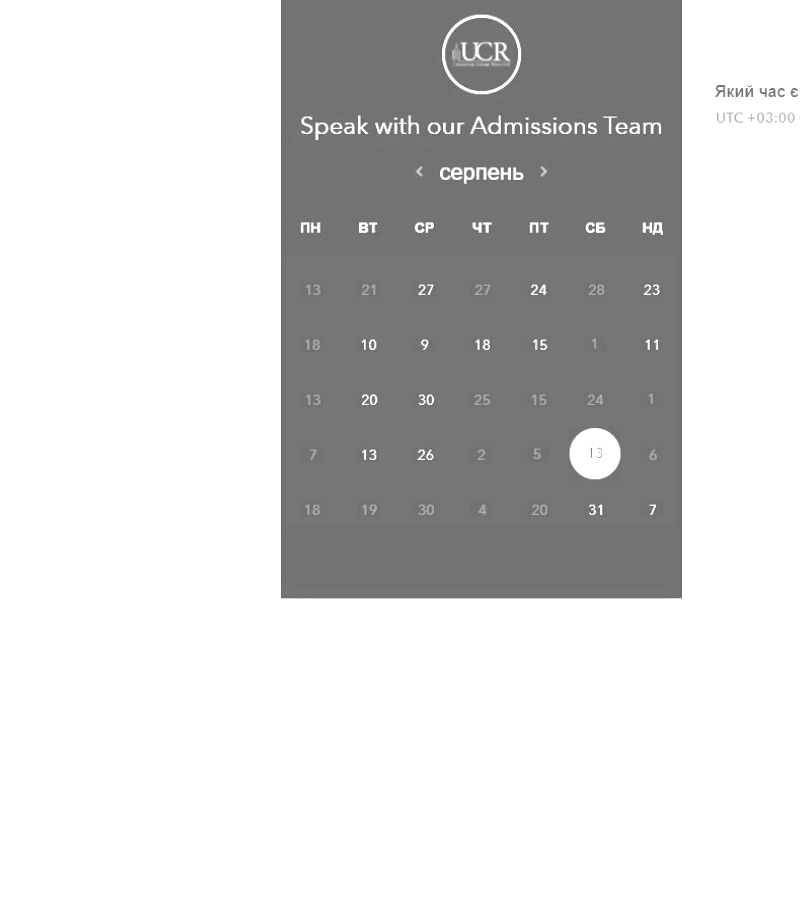 UCR
Speak with our Admissions Team
‹ серпень ›
ПН ВТ СР ЧТ ПТ СБ НД
13 21 27 27 24 28 23
18 10 9 18 15 1 11
13 20 30 25 15 24 1
7 13 26 2 5 13 6
18 19 30 4 20 31 7
Який час є
UTC +03:00